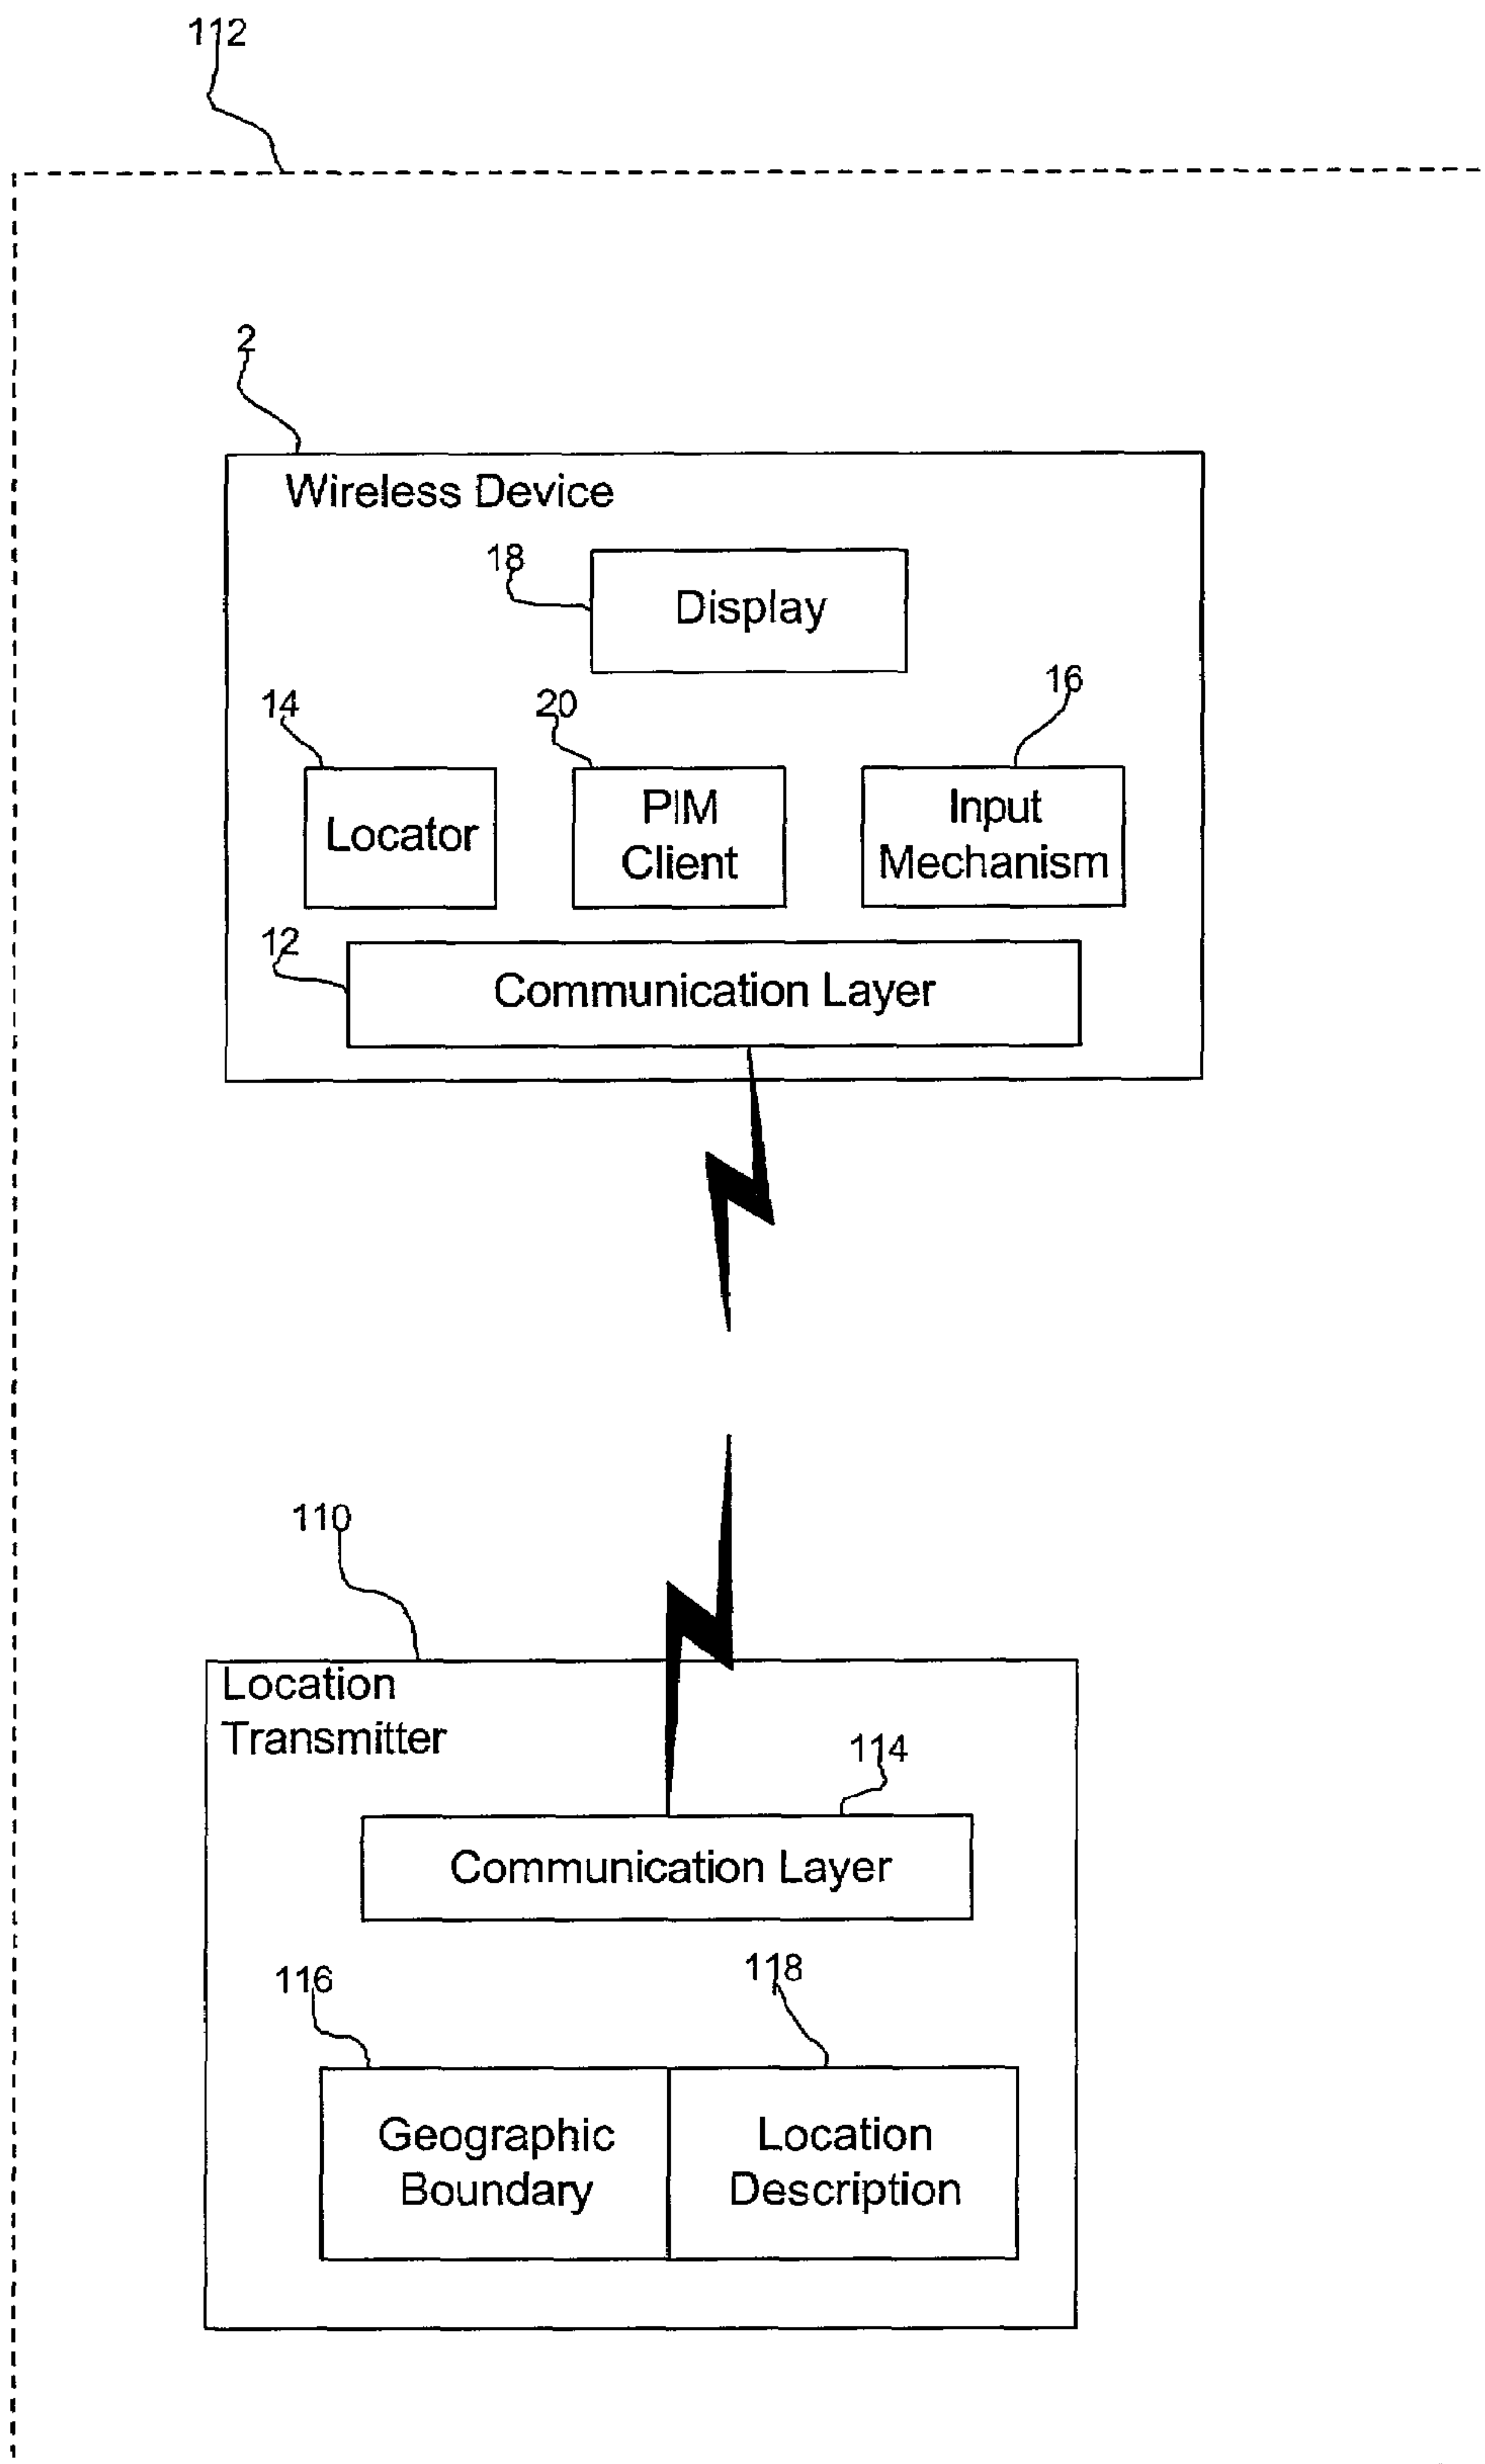 112
2
Wireless Device
18
Display
14
20
16
Locator
PIM
Client
Input
Mechanism
12
Communication Layer
110
Location
Transmitter
114
Communication Layer
116
118
Geographic
Boundary
Location
Description